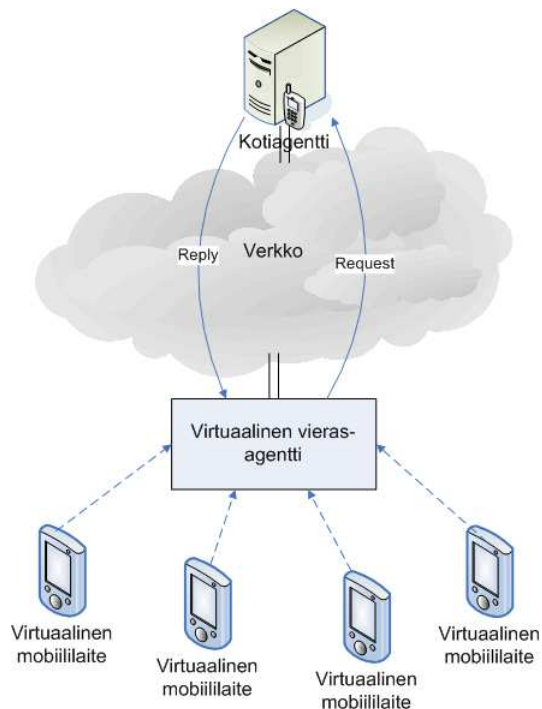 Kotiagentti
Verkko
Reply
Request
Virtuaalinen vieras-
agentti
Virtuaalinen
mobiililaite
Virtuaalinen
mobiililaite
Virtuaalinen
mobiililaite
Virtuaalinen
mobiililaite